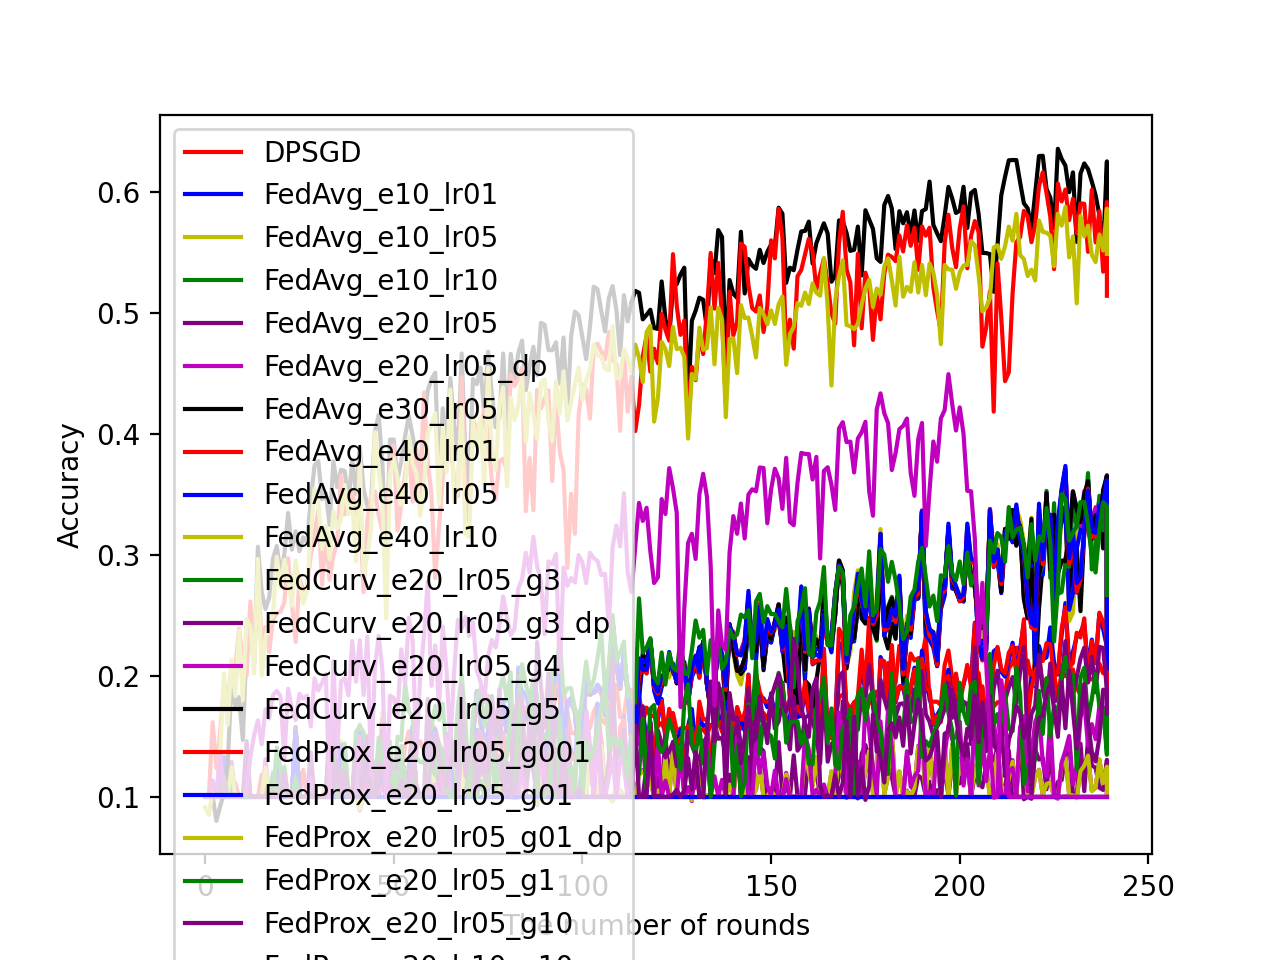 0.6
0.5
0.4
0.3
0.2
0.1
Accuracy
DPSGD
FedAvg_e10_lr01
FedAvg_e10_lr05
FedAvg_e10_lr10
FedAvg_e20_lr05
FedAvg_e20_lr05_dp
FedAvg_e30_lr05
FedAvg_e40_lr01
FedAvg_e40_lr05
FedAvg_e40_lr10
FedCurv_e20_lr05_g3
FedCurv_e20_lr05_g3_dp
FedCurv_e20_lr05_g4
FedCurv_e20_lr05_g5
FedProx_e20_lr05_g001
FedProx_e20_lr05_g01
FedProx_e20_lr05_g01_dp
FedProx_e20_lr05_g1
FedProx_e20_lr05_g10
0 50 100 150 200 250
The number of rounds